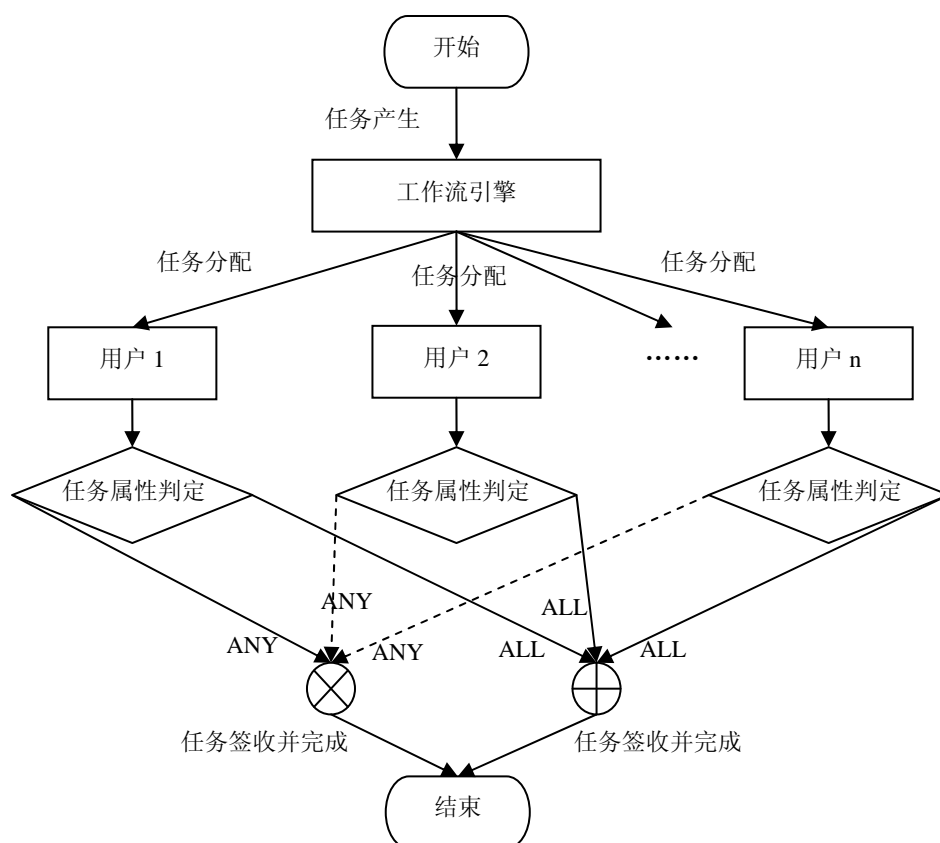 开始
任务产生
工作流引擎
任务分配
任务分配
任务分配
用户 1
用户 2
……
用户 n
任务属性判定
任务属性判定
任务属性判定
ANY
ALL
ANY
ANY
ALL
ALL
任务签收并完成
任务签收并完成
结束